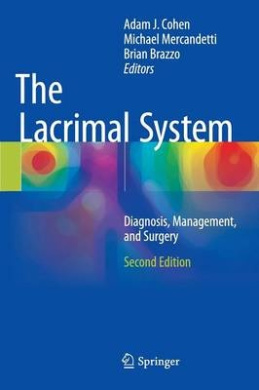 Adam J. Cohen
Michael Mercandetti
Brian Brazzo
Editors
The
Lacrimal System
Diagnosis, Management,
and Surgery
Second Edition
Springer